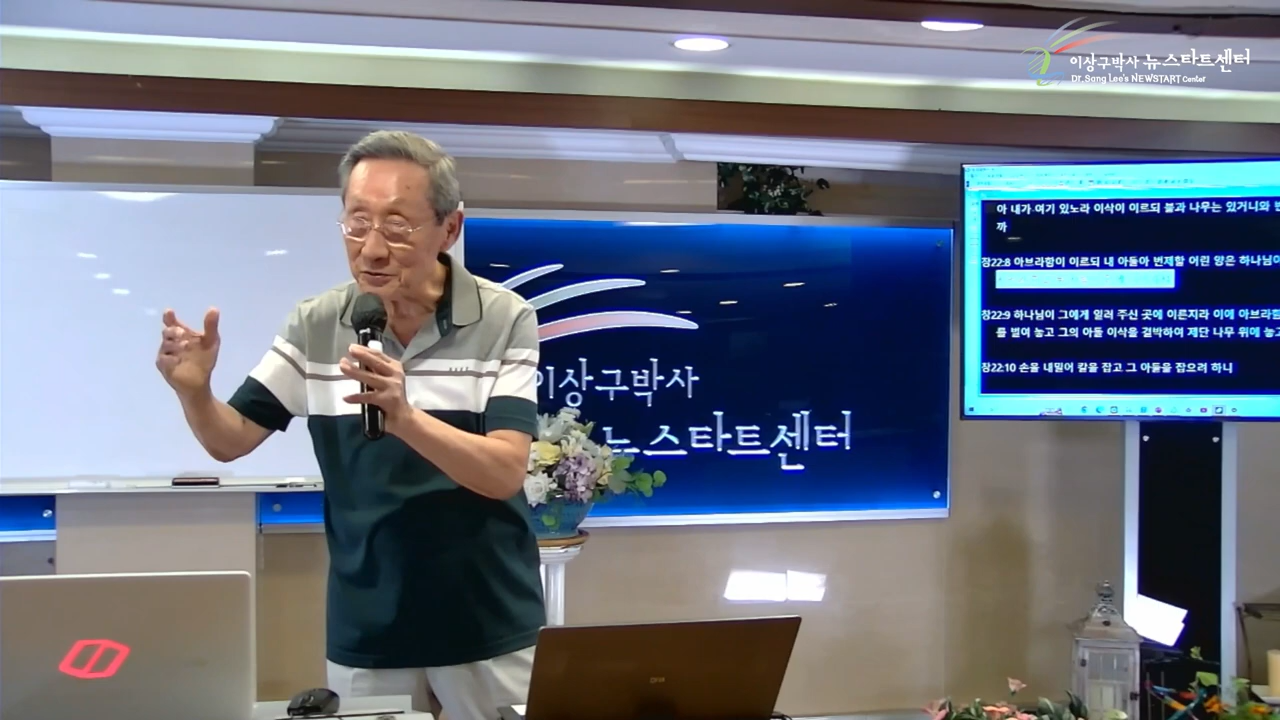 이상구박사 뉴스타트센터
Dr.Sang Lee's NEWSTART Center
아 내가 여기 있노라 이삭이 이르되 불과 나무는 있거니와
까
창22:8 아브라함이 이르되 내 아들아 번제할 어린 양은 하나님이
창22:9 하나님이 그에게 일러 주신 곳에 이른지라 이에 아브라함
를 벌여 놓고 그의 아들 이삭을 결박하여 제단 나무 위에 놓고
창22:10 손을 내밀어 칼을 잡고 그 아들을 잡으려 하니
이상구박사
뉴스타트센터